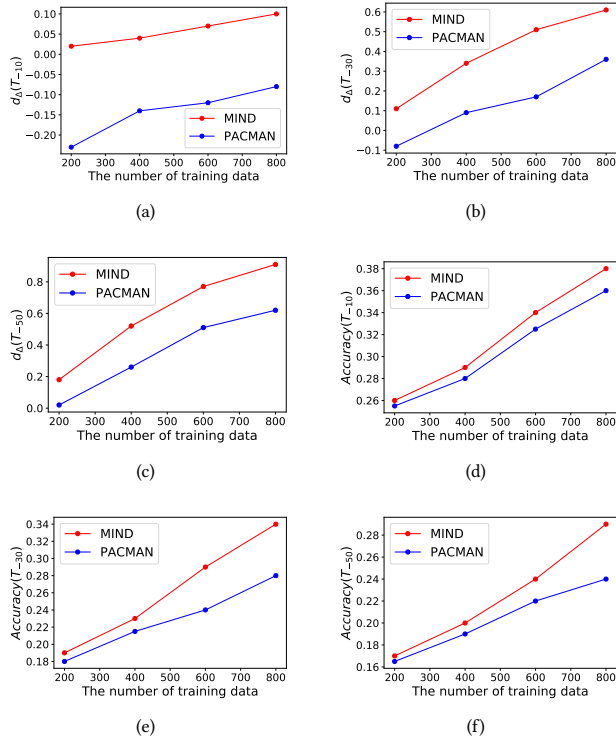 0.10
0.05
0.00
−0.05
−0.10
−0.15
−0.20
d_Δ(T_{−10})
MIND
PACMAN
200 300 400 500 600 700 800
The number of training data
(a)
0.6
0.5
0.4
0.3
0.2
0.1
0.0
−0.1
d_Δ(T_{−30})
MIND
PACMAN
200 300 400 500 600 700 800
The number of training data
(b)
0.8
0.6
0.4
0.2
0.0
d_Δ(T_{−50})
MIND
PACMAN
200 300 400 500 600 700 800
The number of training data
(c)
0.38
0.36
0.34
0.32
0.30
0.28
0.26
Accuracy(T_{−10})
MIND
PACMAN
200 300 400 500 600 700 800
The number of training data
(d)
0.34
0.32
0.30
0.28
0.26
0.24
0.22
0.20
0.18
Accuracy(T_{−30})
MIND
PACMAN
200 300 400 500 600 700 800
The number of training data
(e)
0.28
0.26
0.24
0.22
0.20
0.18
0.16
Accuracy(T_{−50})
MIND
PACMAN
200 300 400 500 600 700 800
The number of training data
(f)